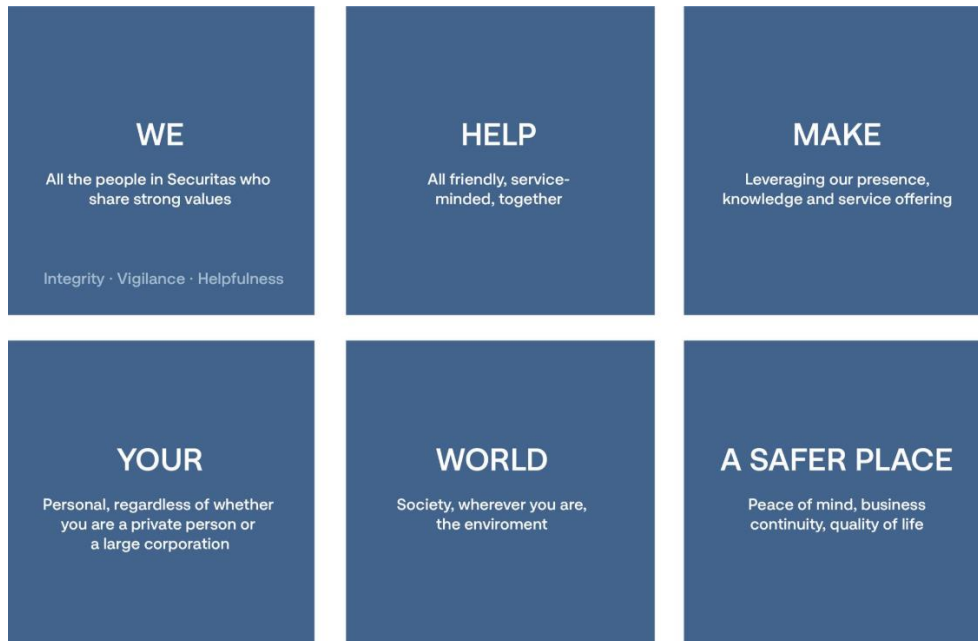 WE
All the people in Securitas who
share strong values
Integrity · Vigilance · Helpfulness
HELP
All friendly, service-
minded, together
MAKE
Leveraging our presence,
knowledge and service offering
YOUR
Personal, regardless of whether
you are a private person or
a large corporation
WORLD
Society, wherever you are,
the enviroment
A SAFER PLACE
Peace of mind, business
continuity, quality of life